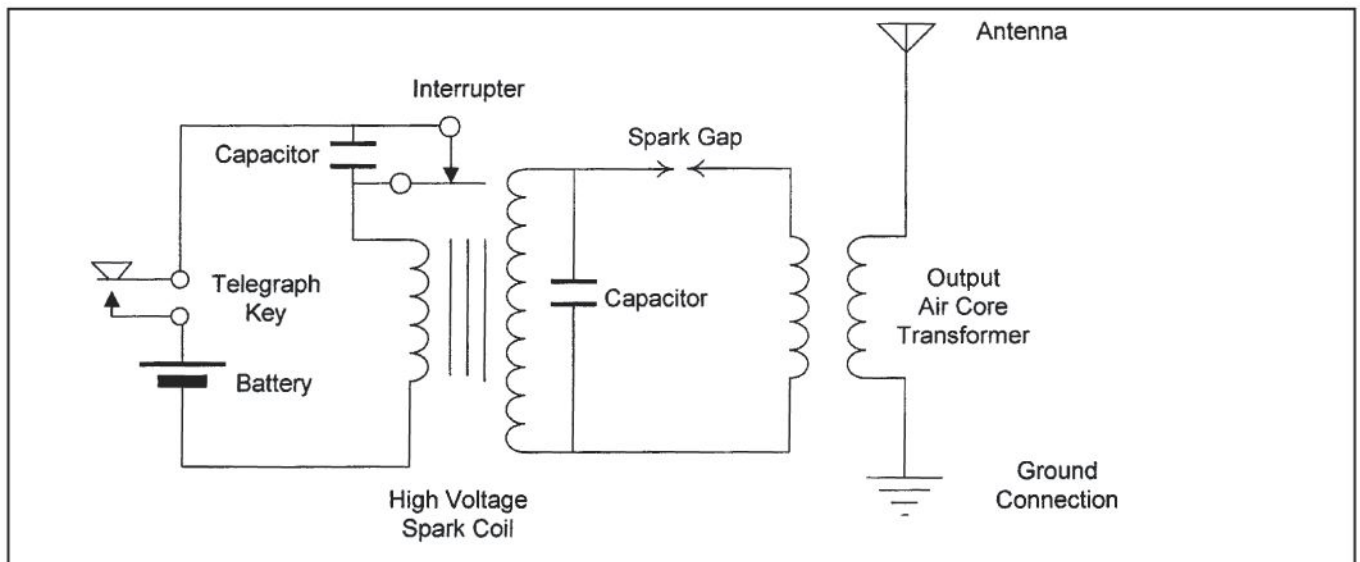 Antenna
Interrupter
Capacitor
Spark Gap
Telegraph
Key
Capacitor
Output
Air Core
Transformer
Battery
High Voltage
Spark Coil
Ground
Connection